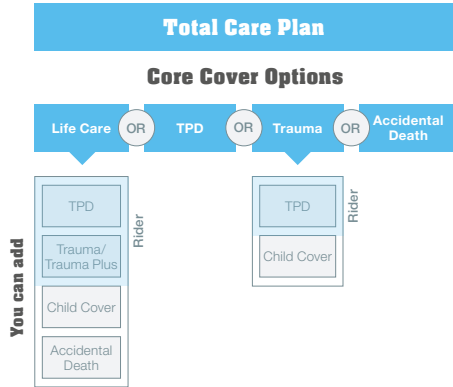 Total Care Plan
Core Cover Options
Life Care OR TPD OR Trauma OR Accidental
Death
You can add
TPD
Trauma/
Trauma Plus
Rider
Child Cover
Accidental
Death
TPD
Rider
Child Cover